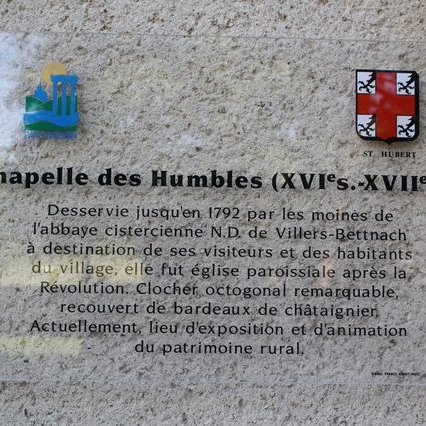 ST HUBERT
hapelle des Humbles (XVIe s.-XVIIe
Desservie jusqu'en 1792 par les moines de
l'abbaye cistercienne N.D. de Villers-Bettnach
à destination de ses visiteurs et des habitants
du village, elle fut église paroissiale après la
Révolution. Clocher octogonal remarquable,
recouvert de bardeaux de châtaignier.
Actuellement, lieu d'exposition et d'animation
du patrimoine rural.